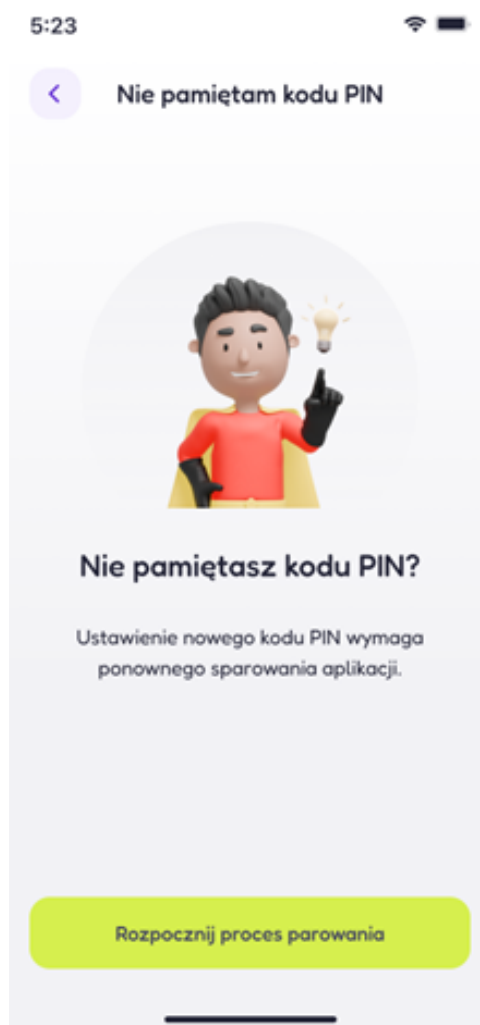 5:23
Nie pamiętam kodu PIN
Nie pamiętasz kodu PIN?
Ustawienie nowego kodu PIN wymaga
ponownego sparowania aplikacji.
Rozpocznij proces parowania